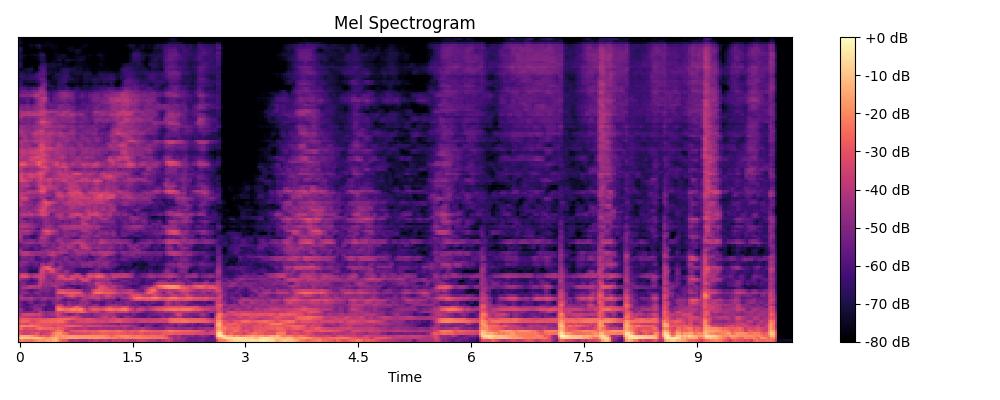 Mel Spectrogram
+0 dB
-10 dB
-20 dB
-30 dB
-40 dB
-50 dB
-60 dB
-70 dB
-80 dB
0 1.5 3 4.5 6 7.5 9
Time